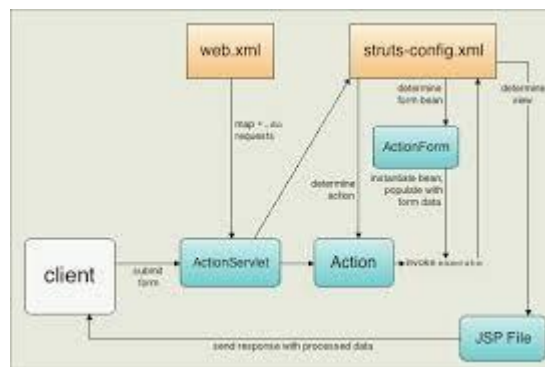 web.xml
struts-config.xml
determine
form bean
determine
view
map *.do
requests
ActionForm
instantiate bean,
populate with
form data
determine
action
client
submit
form
ActionServlet
Action
invoke
JSP File
send response with processed data